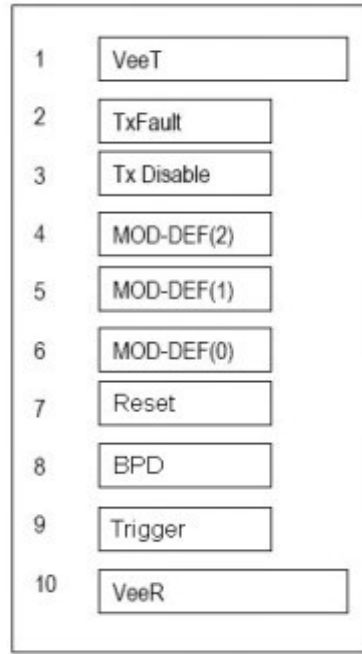 1 VeeT
2 TxFault
3 Tx Disable
4 MOD-DEF(2)
5 MOD-DEF(1)
6 MOD-DEF(0)
7 Reset
8 BPD
9 Trigger
10 VeeR